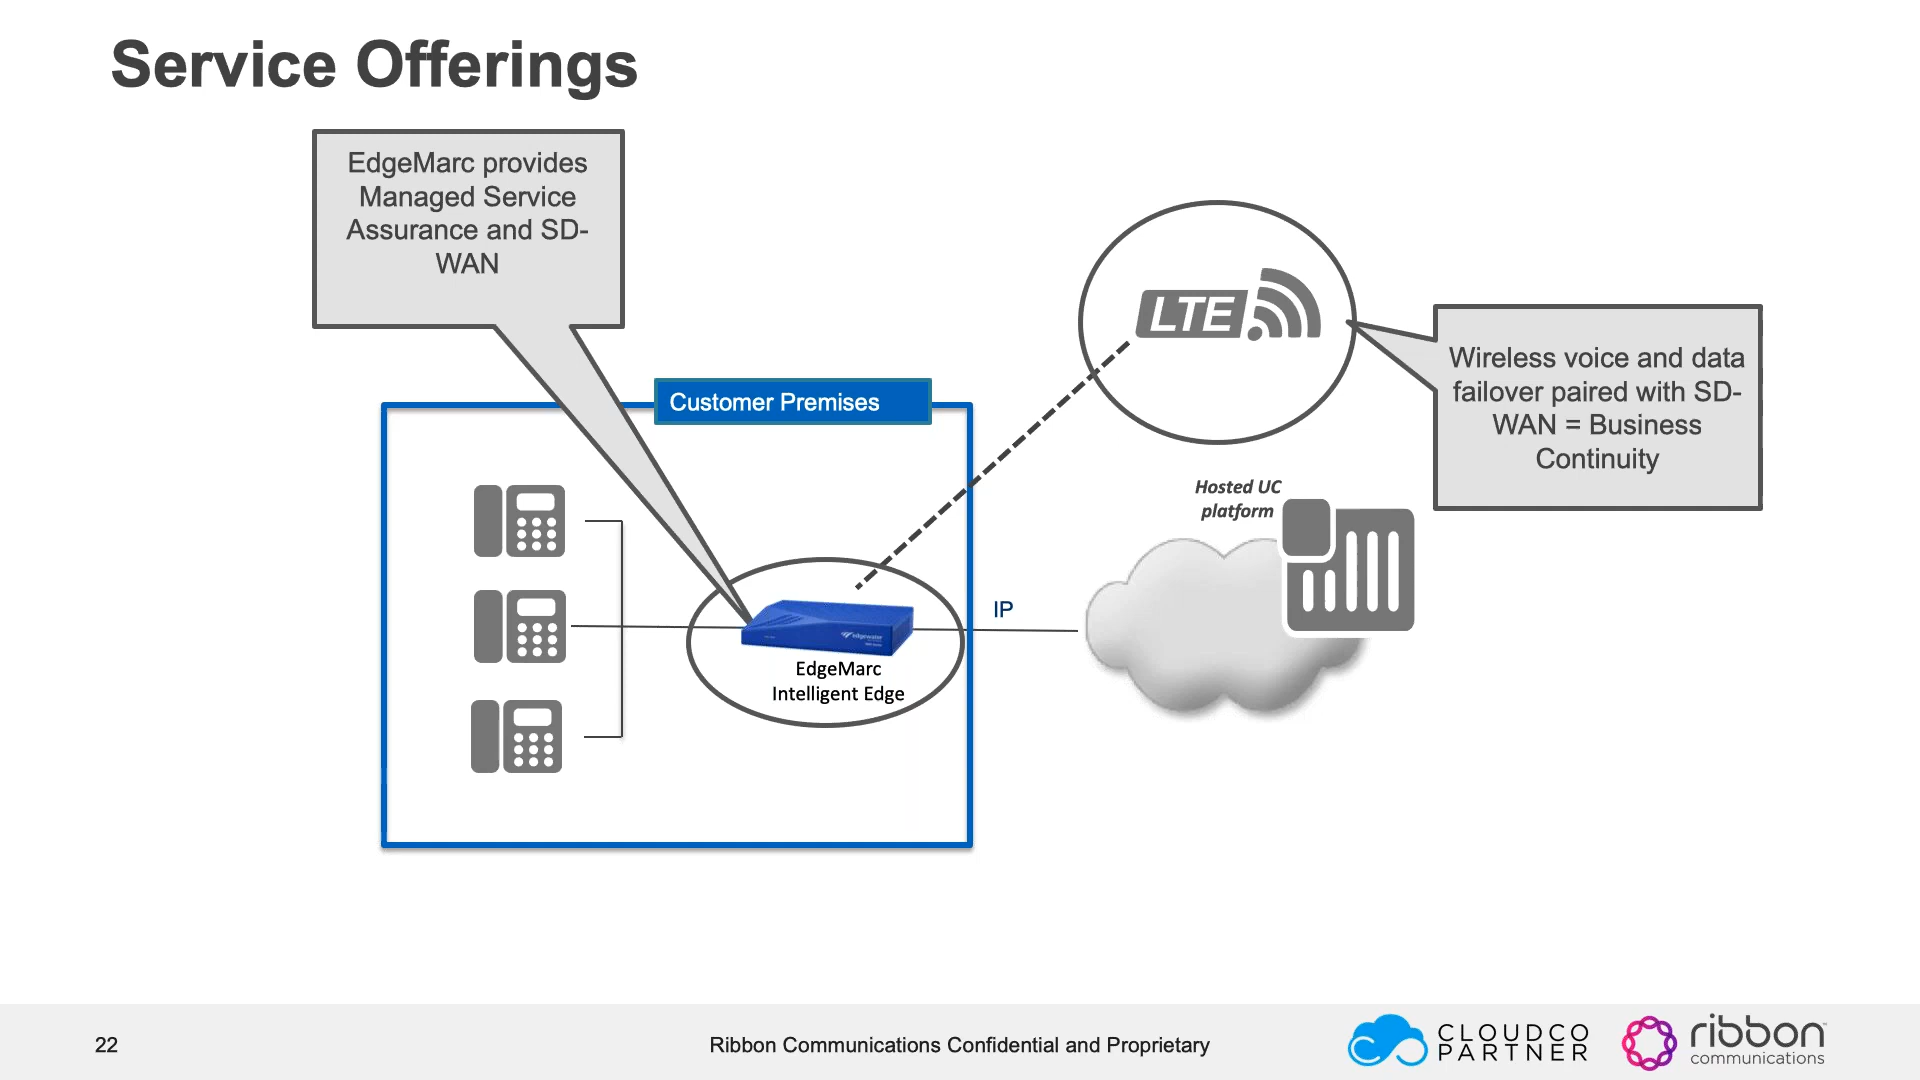 Service Offerings
EdgeMarc provides
Managed Service
Assurance and SD-
WAN
LTE
Wireless voice and data
failover paired with SD-
WAN = Business
Continuity
Customer Premises
Hosted UC
platform
IP
edgewater
EdgeMarc
Intelligent Edge
22
Ribbon Communications Confidential and Proprietary
CLOUDCO
PARTNER
ribbon
communications